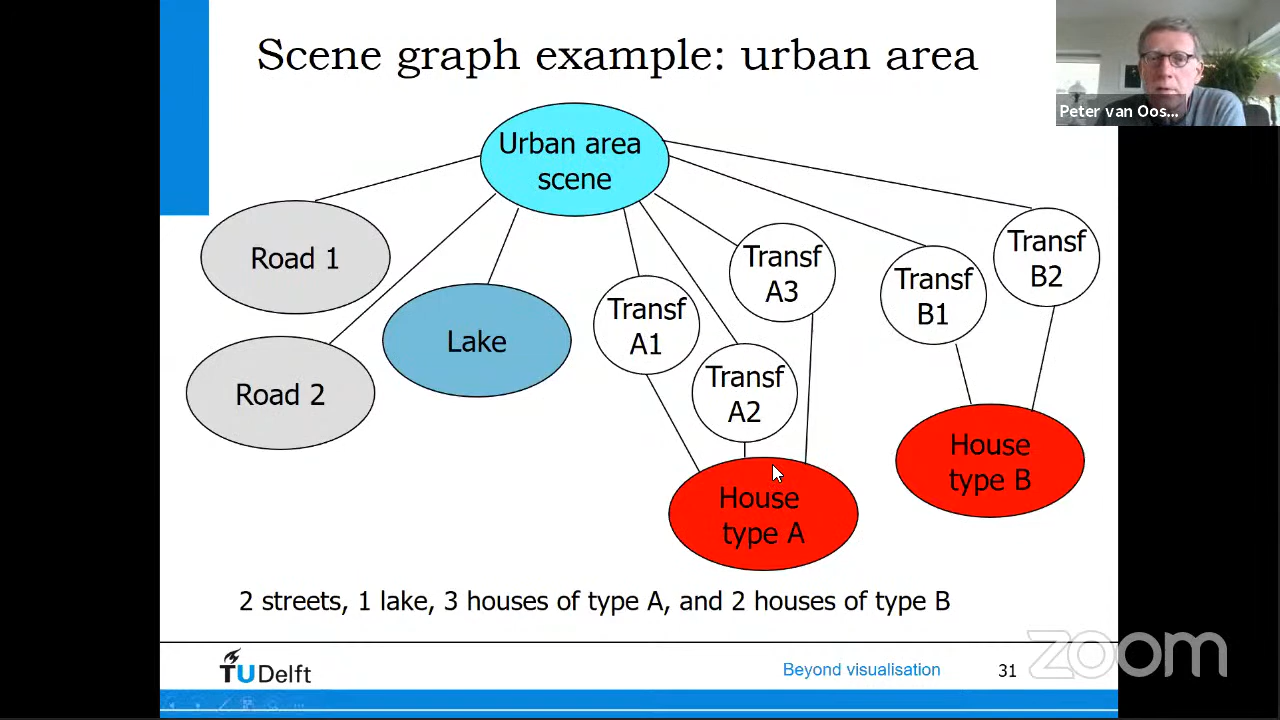 Scene graph example: urban area
Peter van Oos...
Urban area
scene
Road 1
Road 2
Lake
Transf
A1
Transf
A2
Transf
A3
Transf
B1
Transf
B2
House
type A
House
type B
2 streets, 1 lake, 3 houses of type A, and 2 houses of type B
TUDelft
Beyond visualisation
31
zoom